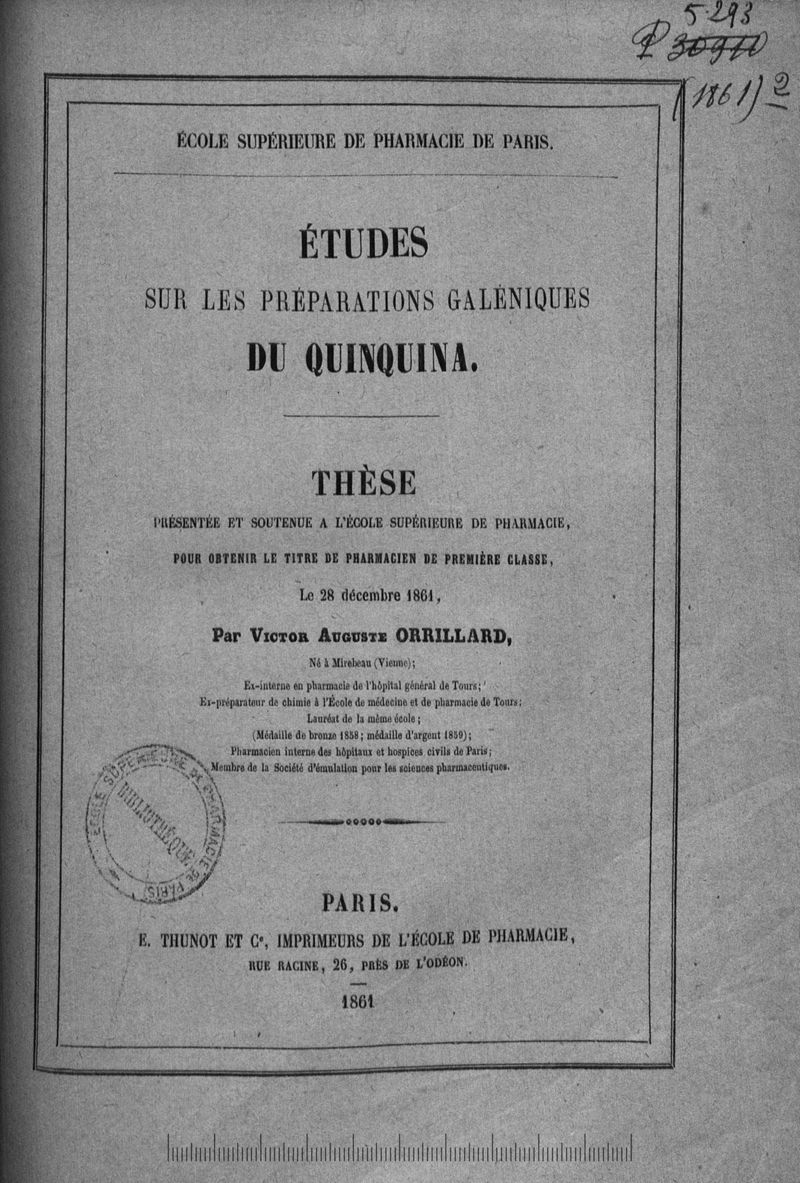 5.293
P 30970
(1861) 2
ÉCOLE SUPÉRIEURE DE PHARMACIE DE PARIS.
ÉTUDES
SUR LES PRÉPARATIONS GALÉNIQUES
DU QUINQUINA.
THÈSE
PRÉSENTÉE ET SOUTENUE A L'ÉCOLE SUPÉRIEURE DE PHARMACIE,
POUR OBTENIR LE TITRE DE PHARMACIEN DE PREMIÈRE CLASSE,
Le 28 décembre 1861,
Par VICTOR AUGUSTE ORRILLARD,
Né à Mirebeau (Vienne);
Ex-interne en pharmacie de l'hôpital général de Tours;
Ex-préparateur de chimie à l'École de médecine et de pharmacie de Tours;
Lauréat de la même école;
(Médaille de bronze 1858; médaille d'argent 1859);
Pharmacien interne des hôpitaux et hospices civils de Paris;
Membre de la Société d'émulation pour les sciences pharmaceutiques.
ÉCOLE SUPÉRIEURE DE PHARMACIE DE PARIS
BIBLIOTHÈQUE
PARIS.
E. THUNOT ET Cᵉ, IMPRIMEURS DE L'ÉCOLE DE PHARMACIE,
RUE RACINE, 26, PRÈS DE L'ODÉON.
1861